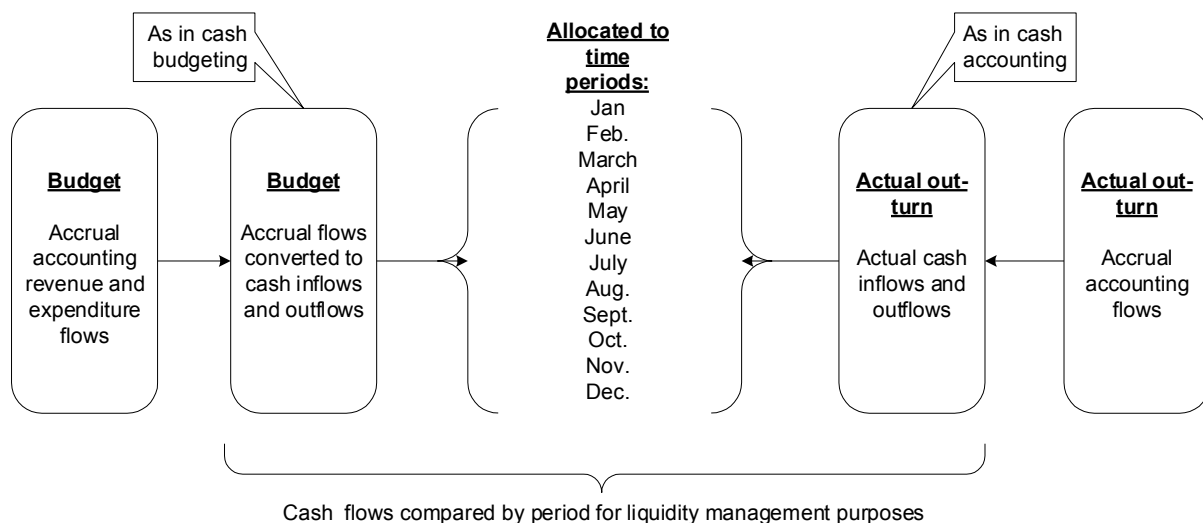 As in cash
budgeting
Allocated to
time
periods:
Jan
Feb.
March
April
May
June
July
Aug.
Sept.
Oct.
Nov.
Dec.
As in cash
accounting
Budget
Accrual
accounting
revenue and
expenditure
flows
Budget
Accrual flows
converted to
cash inflows
and outflows
Actual out-
turn
Actual cash
inflows and
outflows
Actual out-
turn
Accrual
accounting
flows
Cash flows compared by period for liquidity management purposes